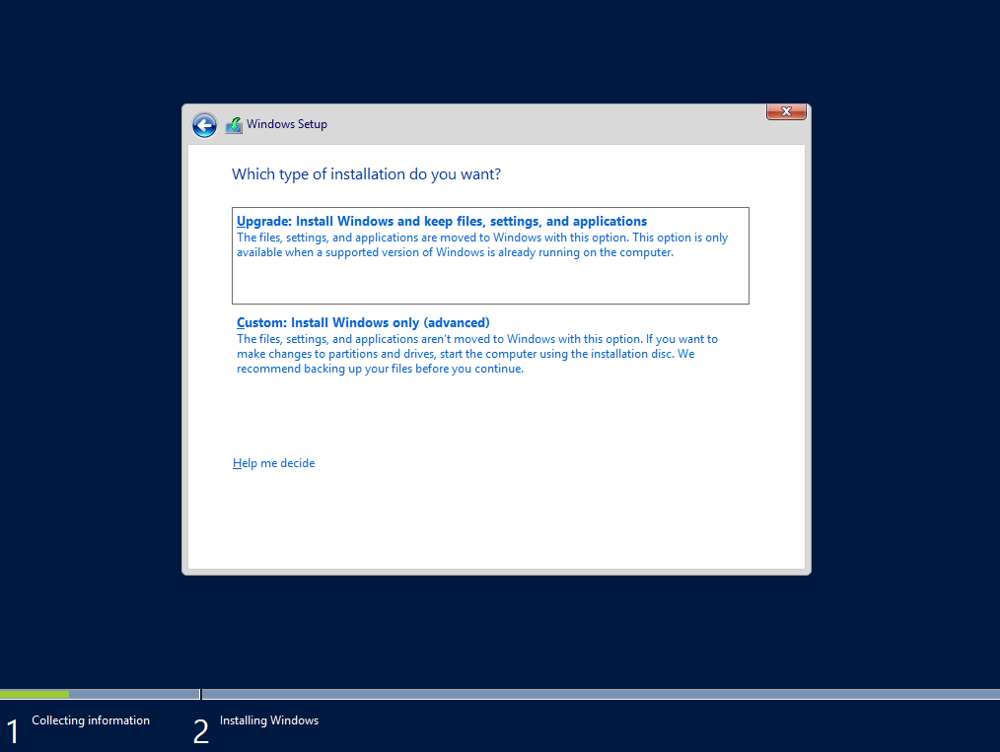 Windows Setup
Which type of installation do you want?
Upgrade: Install Windows and keep files, settings, and applications
The files, settings, and applications are moved to Windows with this option. This option is only
available when a supported version of Windows is already running on the computer.
Custom: Install Windows only (advanced)
The files, settings, and applications aren't moved to Windows with this option. If you want to
make changes to partitions and drives, start the computer using the installation disc. We
recommend backing up your files before you continue.
Help me decide
1 Collecting information
2 Installing Windows